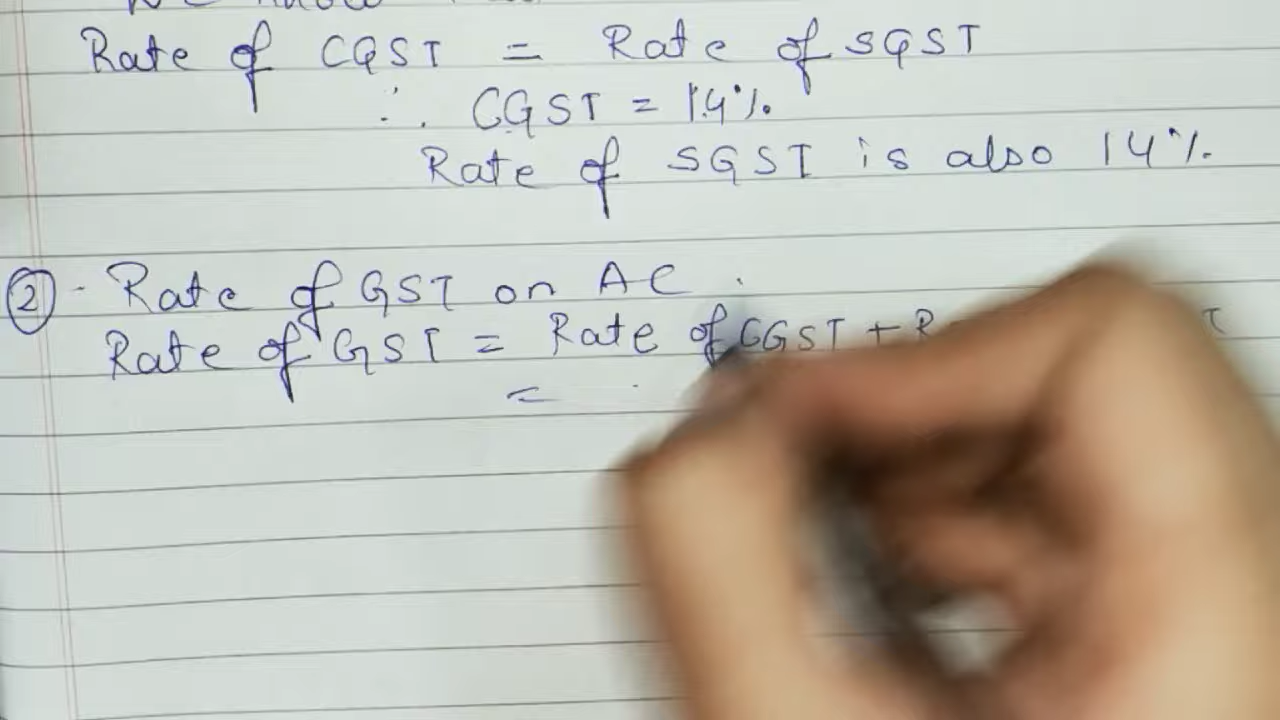 Rate of CGST = Rate of SGST
∴ CGST = 14%.
Rate of SGST is also 14%.
② - Rate of GST on AC.
Rate of GST = Rate of CGST +
=